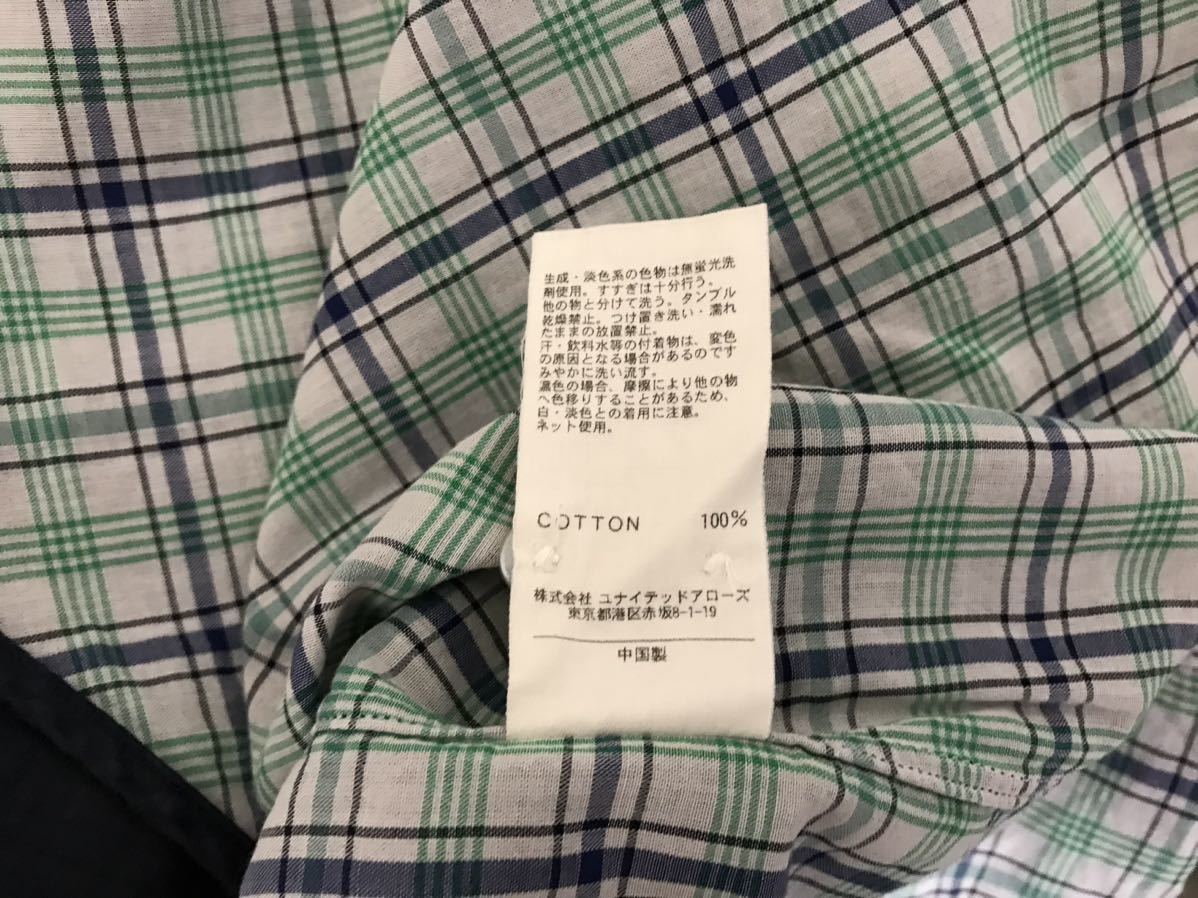 生成・淡色系の色物は無蛍光洗
剤使用。すすぎは十分行う。
他の物と分けて洗う。タンブル
乾燥禁止。つけ置き洗い・濡れ
たままの放置禁止。
汗・飲料水等の付着物は、変色
の原因となる場合があるのです
みやかに洗い流す。
濃色の場合、摩擦により他の物
へ色移りすることがあるため、
白・淡色との着用に注意。
ネット使用。
COTTON 100%
株式会社 ユナイテッドアローズ
東京都港区赤坂8-1-19
中国製